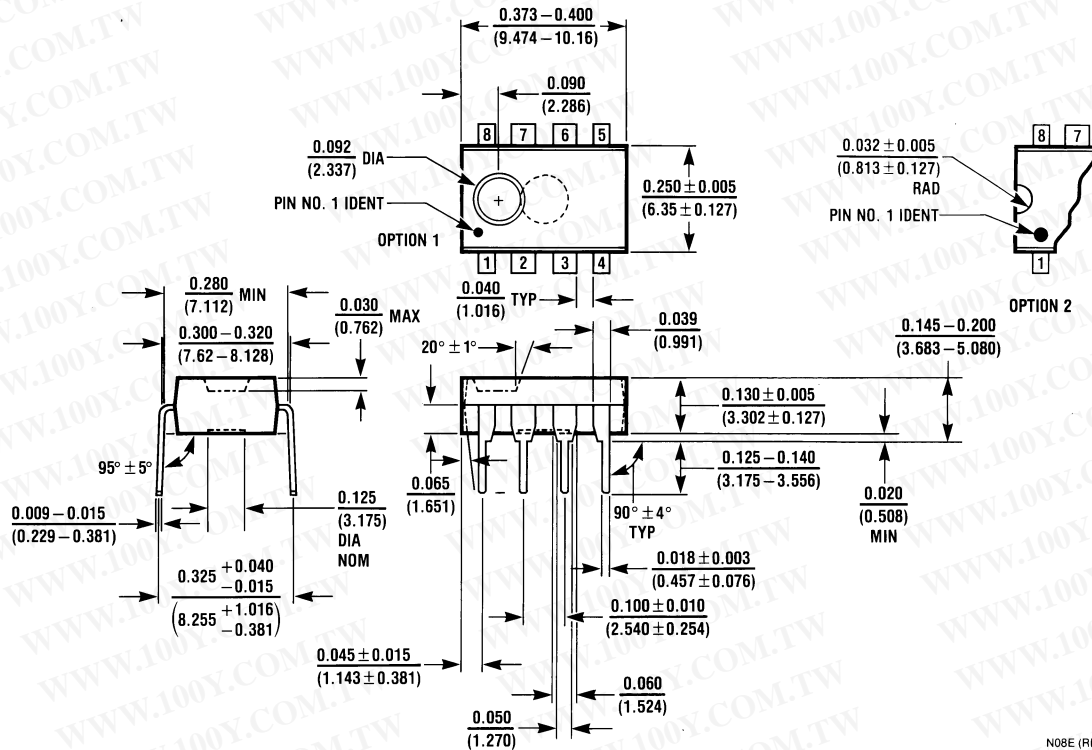 0.373 – 0.400
(9.474 – 10.16)
0.090
(2.286)
8 7 6 5
0.092 DIA
(2.337)
PIN NO. 1 IDENT
OPTION 1
0.250 ± 0.005
(6.35 ± 0.127)
1 2 3 4
0.032 ± 0.005
(0.813 ± 0.127)
RAD
PIN NO. 1 IDENT
8 7
1
OPTION 2
0.280 MIN
(7.112)
0.300 – 0.320
(7.62 – 8.128)
0.030 MAX
(0.762)
0.040 TYP
(1.016)
20° ± 1°
0.039
(0.991)
0.145 – 0.200
(3.683 – 5.080)
0.130 ± 0.005
(3.302 ± 0.127)
95° ± 5°
0.065
(1.651)
0.125 – 0.140
(3.175 – 3.556)
0.020
(0.508)
MIN
90° ± 4°
TYP
0.009 – 0.015
(0.229 – 0.381)
0.125
(3.175)
DIA
NOM
0.018 ± 0.003
(0.457 ± 0.076)
0.325 +0.040
−0.015
(8.255 +1.016
−0.381)
0.100 ± 0.010
(2.540 ± 0.254)
0.045 ± 0.015
(1.143 ± 0.381)
0.060
(1.524)
0.050
(1.270)
N08E (R
WWW.100Y.COM.TW